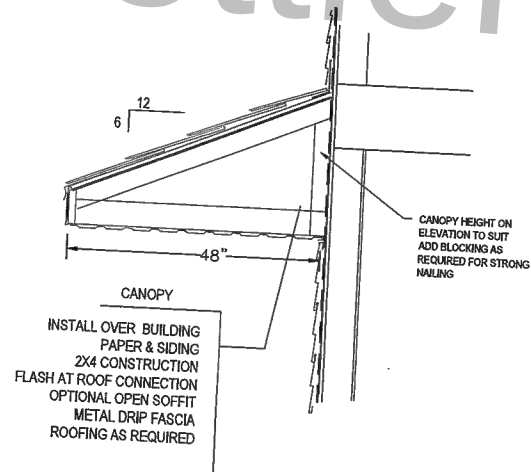 12
6
CANOPY HEIGHT ON
ELEVATION TO SUIT
ADD BLOCKING AS
REQUIRED FOR STRONG
NAILING
48"
CANOPY
INSTALL OVER BUILDING
PAPER & SIDING
2X4 CONSTRUCTION
FLASH AT ROOF CONNECTION
OPTIONAL OPEN SOFFIT
METAL DRIP FASCIA
ROOFING AS REQUIRED